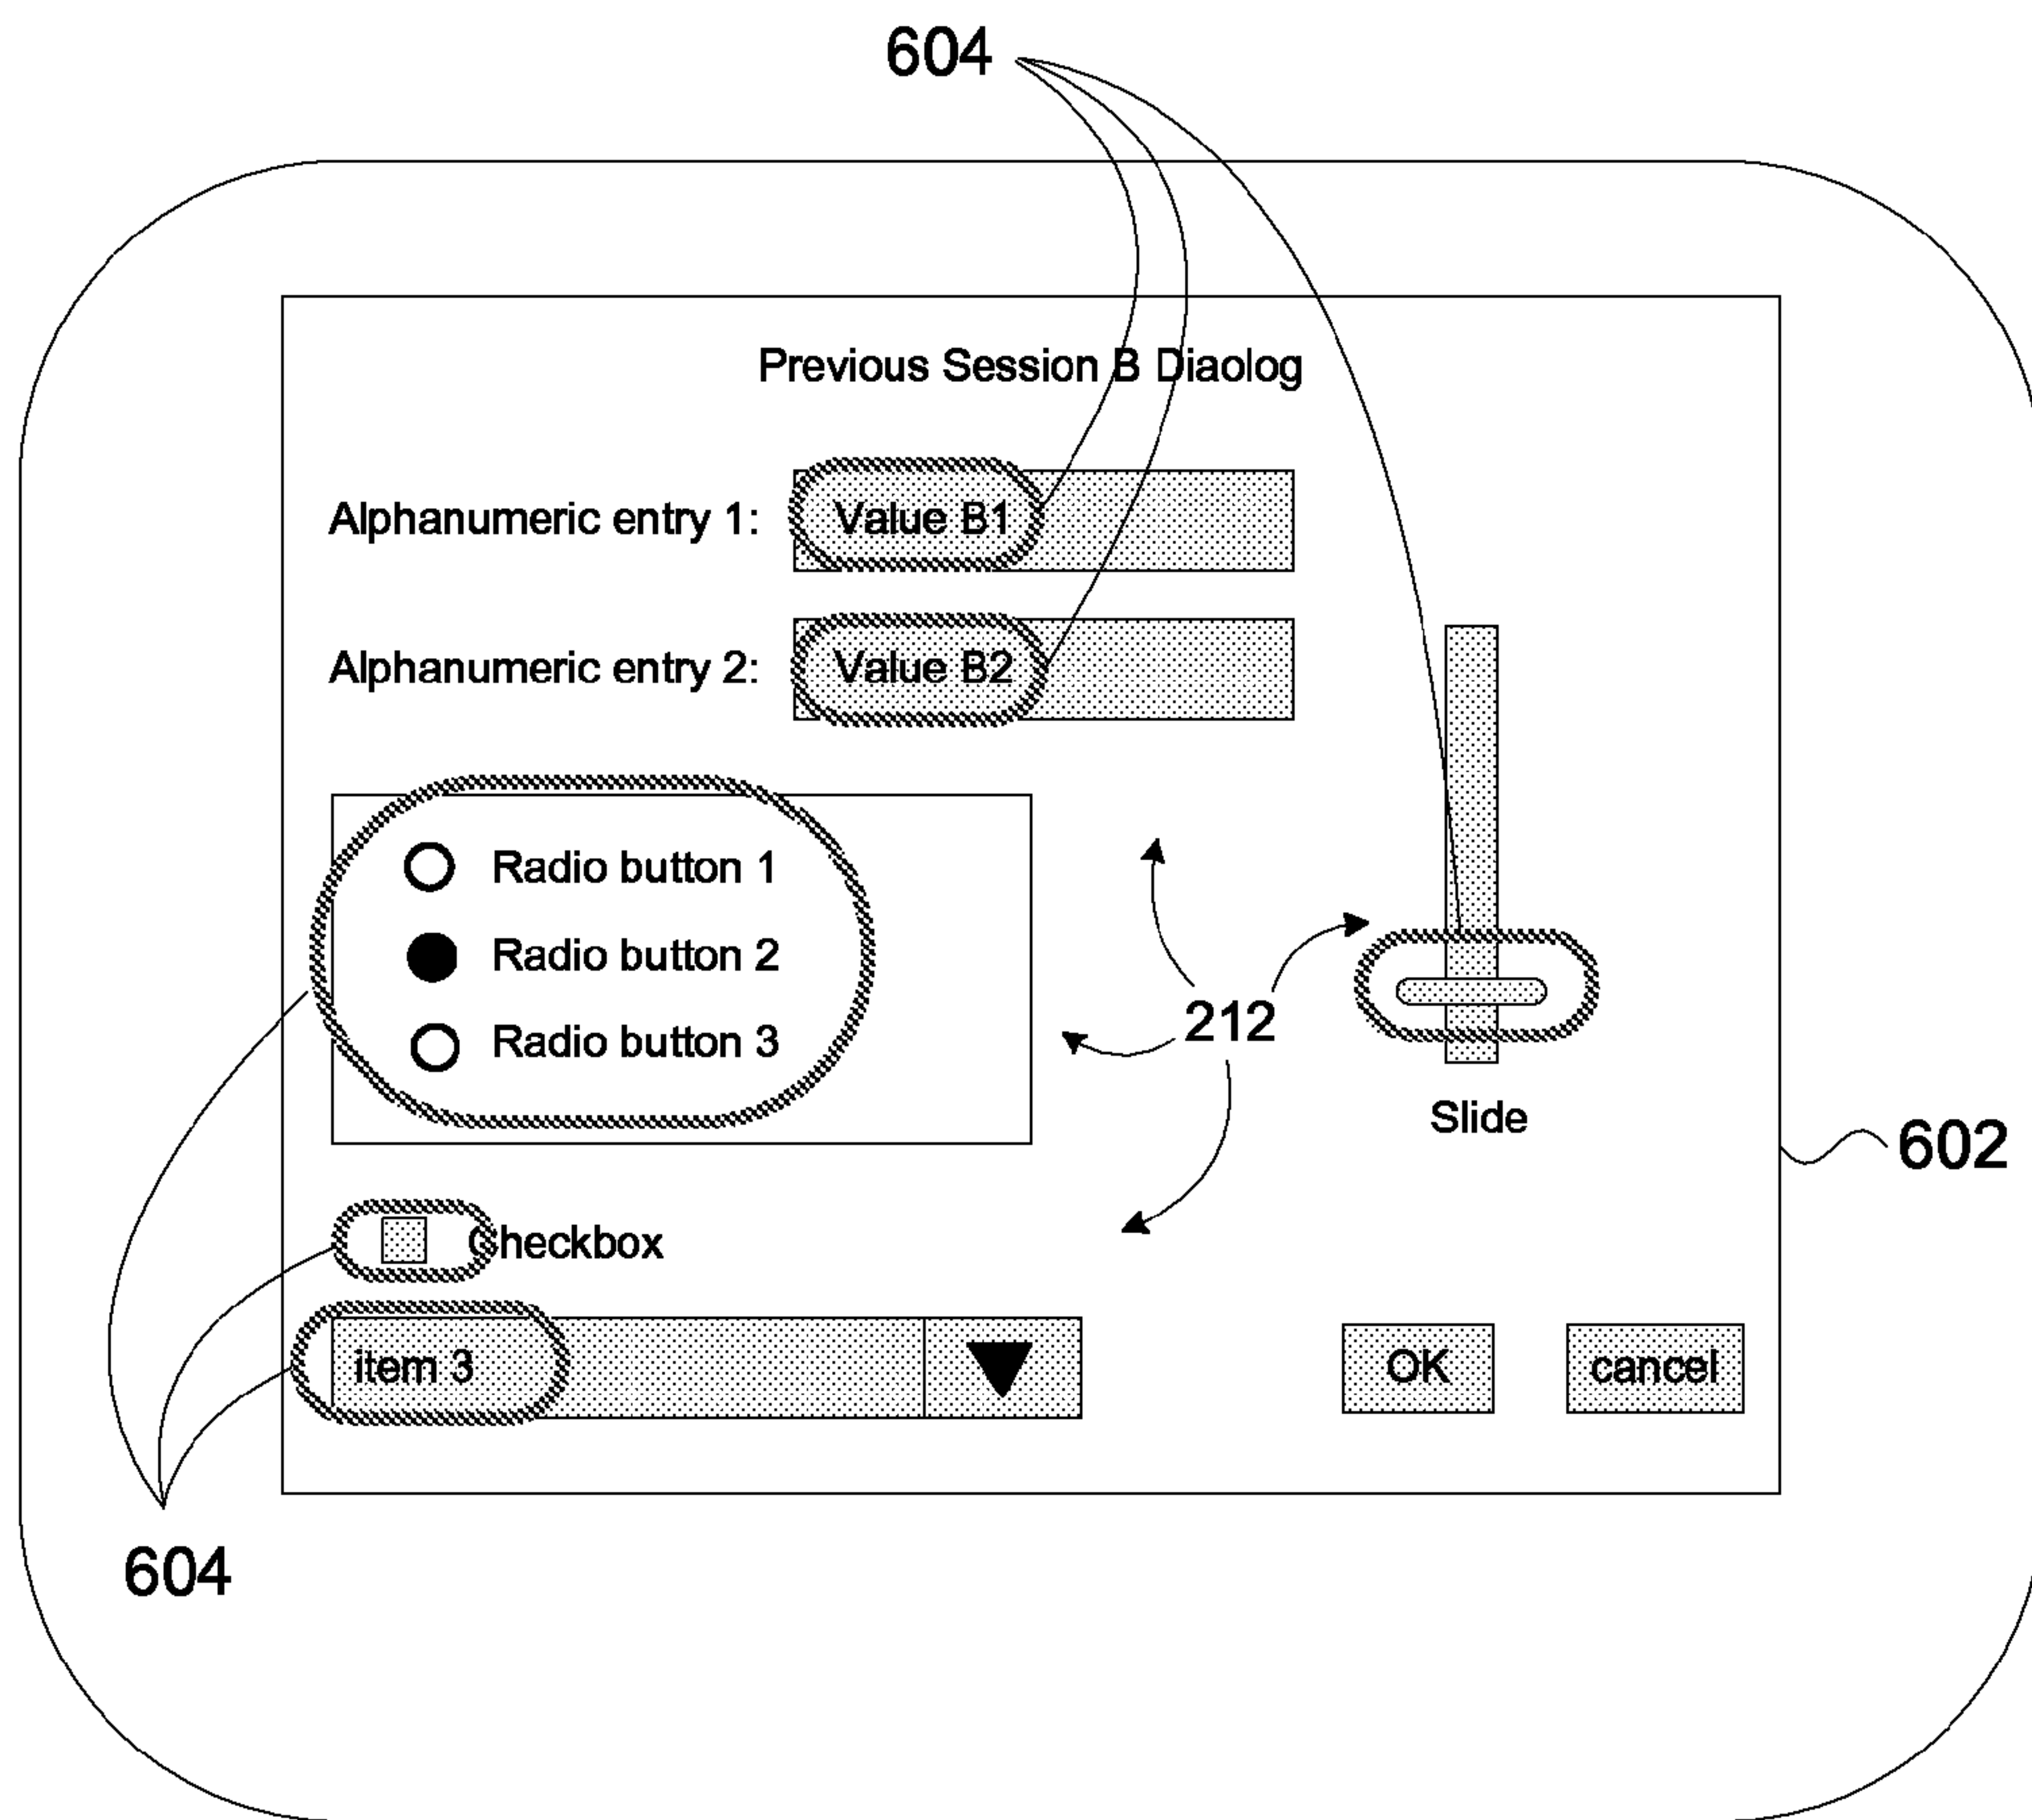 604
Previous Session B Diaolog
Alphanumeric entry 1: Value B1
Alphanumeric entry 2: Value B2
Radio button 1
Radio button 2
Radio button 3
212
Slide
602
Checkbox
item 3
OK cancel
604